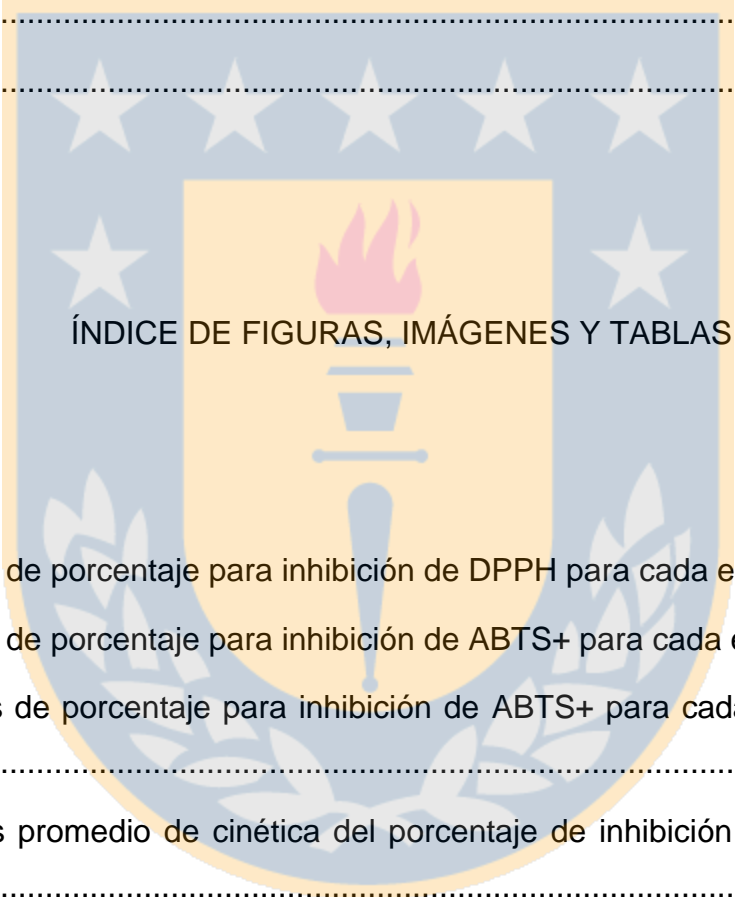 ................................................................................
................................................................................
ÍNDICE DE FIGURAS, IMÁGENES Y TABLAS
de porcentaje para inhibición de DPPH para cada e
de porcentaje para inhibición de ABTS+ para cada e
s de porcentaje para inhibición de ABTS+ para cada
................................................................................
s promedio de cinética del porcentaje de inhibición
................................................................................